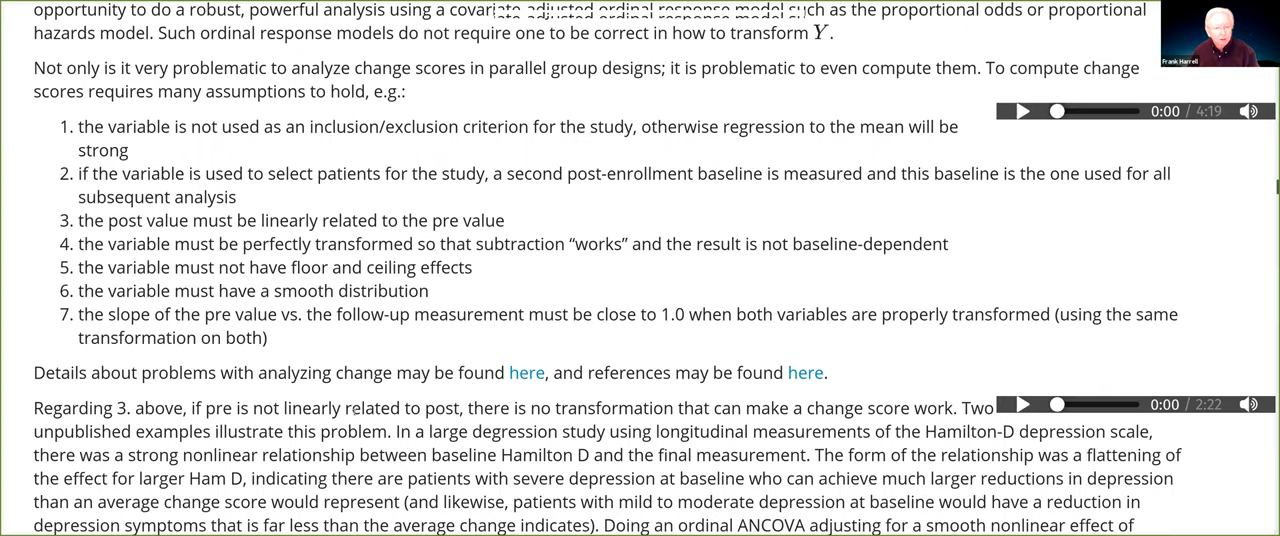 opportunity to do a robust, powerful analysis using a covariate adjusted ordinal response model such as the proportional odds or proportional
hazards model. Such ordinal response models do not require one to be correct in how to transform Y.
Frank Harrell
Not only is it very problematic to analyze change scores in parallel group designs; it is problematic to even compute them. To compute change
scores requires many assumptions to hold, e.g.:
0:00 / 4:19
1. the variable is not used as an inclusion/exclusion criterion for the study, otherwise regression to the mean will be
strong
2. if the variable is used to select patients for the study, a second post-enrollment baseline is measured and this baseline is the one used for all
subsequent analysis
3. the post value must be linearly related to the pre value
4. the variable must be perfectly transformed so that subtraction “works” and the result is not baseline-dependent
5. the variable must not have floor and ceiling effects
6. the variable must have a smooth distribution
7. the slope of the pre value vs. the follow-up measurement must be close to 1.0 when both variables are properly transformed (using the same
transformation on both)
Details about problems with analyzing change may be found here, and references may be found here.
Regarding 3. above, if pre is not linearly related to post, there is no transformation that can make a change score work. Two
0:00 / 2:22
unpublished examples illustrate this problem. In a large degression study using longitudinal measurements of the Hamilton-D depression scale,
there was a strong nonlinear relationship between baseline Hamilton D and the final measurement. The form of the relationship was a flattening of
the effect for larger Ham D, indicating there are patients with severe depression at baseline who can achieve much larger reductions in depression
than an average change score would represent (and likewise, patients with mild to moderate depression at baseline would have a reduction in
depression symptoms that is far less than the average change indicates). Doing an ordinal ANCOVA adjusting for a smooth nonlinear effect of